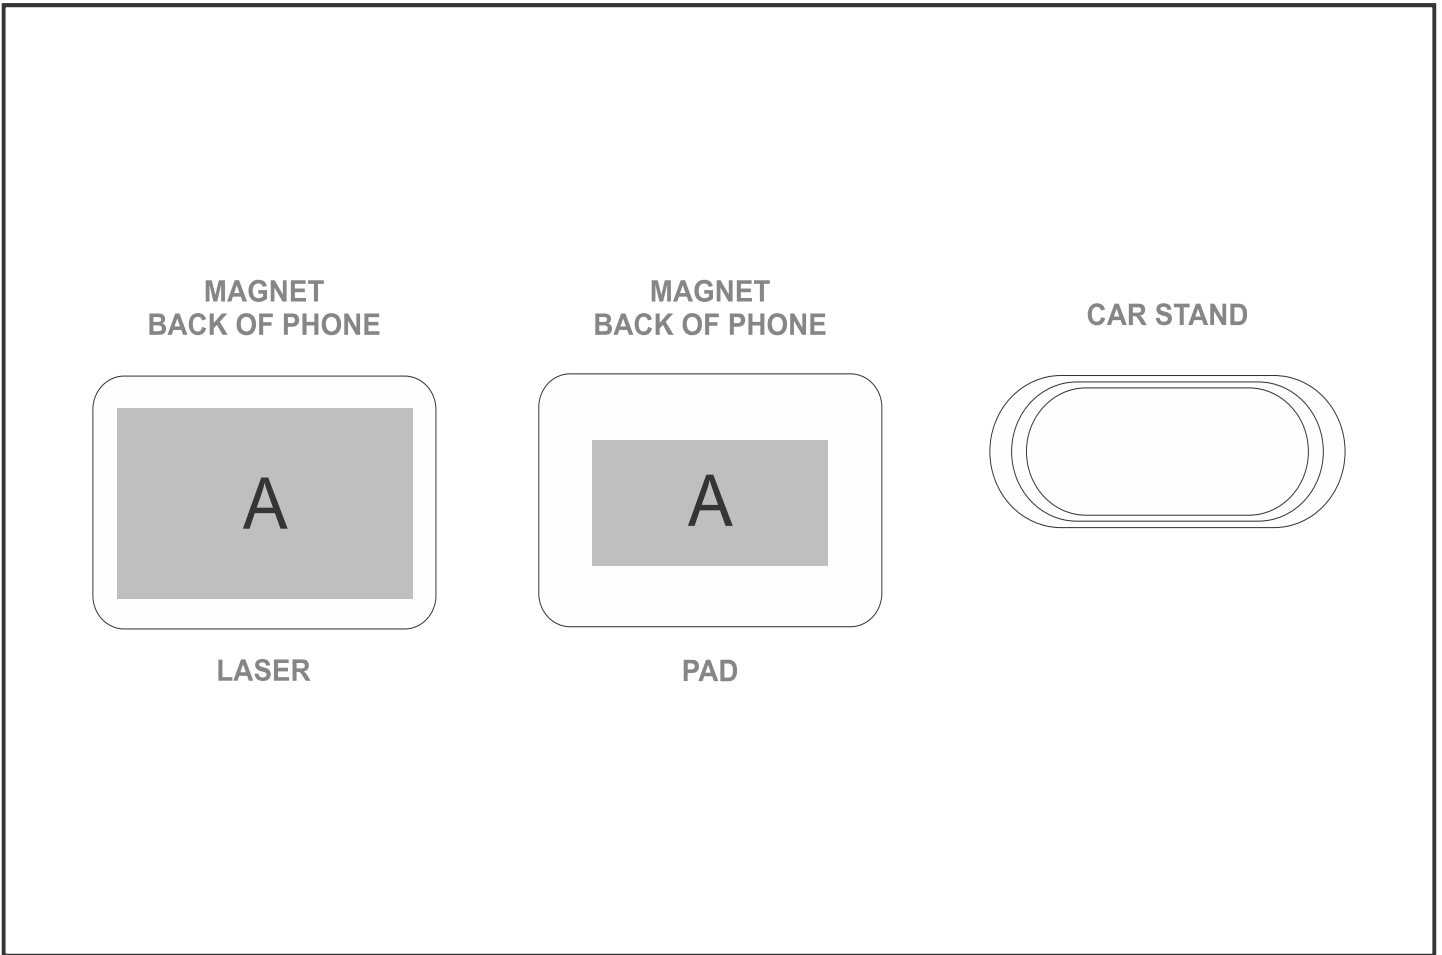 MAGNET
BACK OF PHONE
A
LASER
MAGNET
BACK OF PHONE
A
PAD
CAR STAND